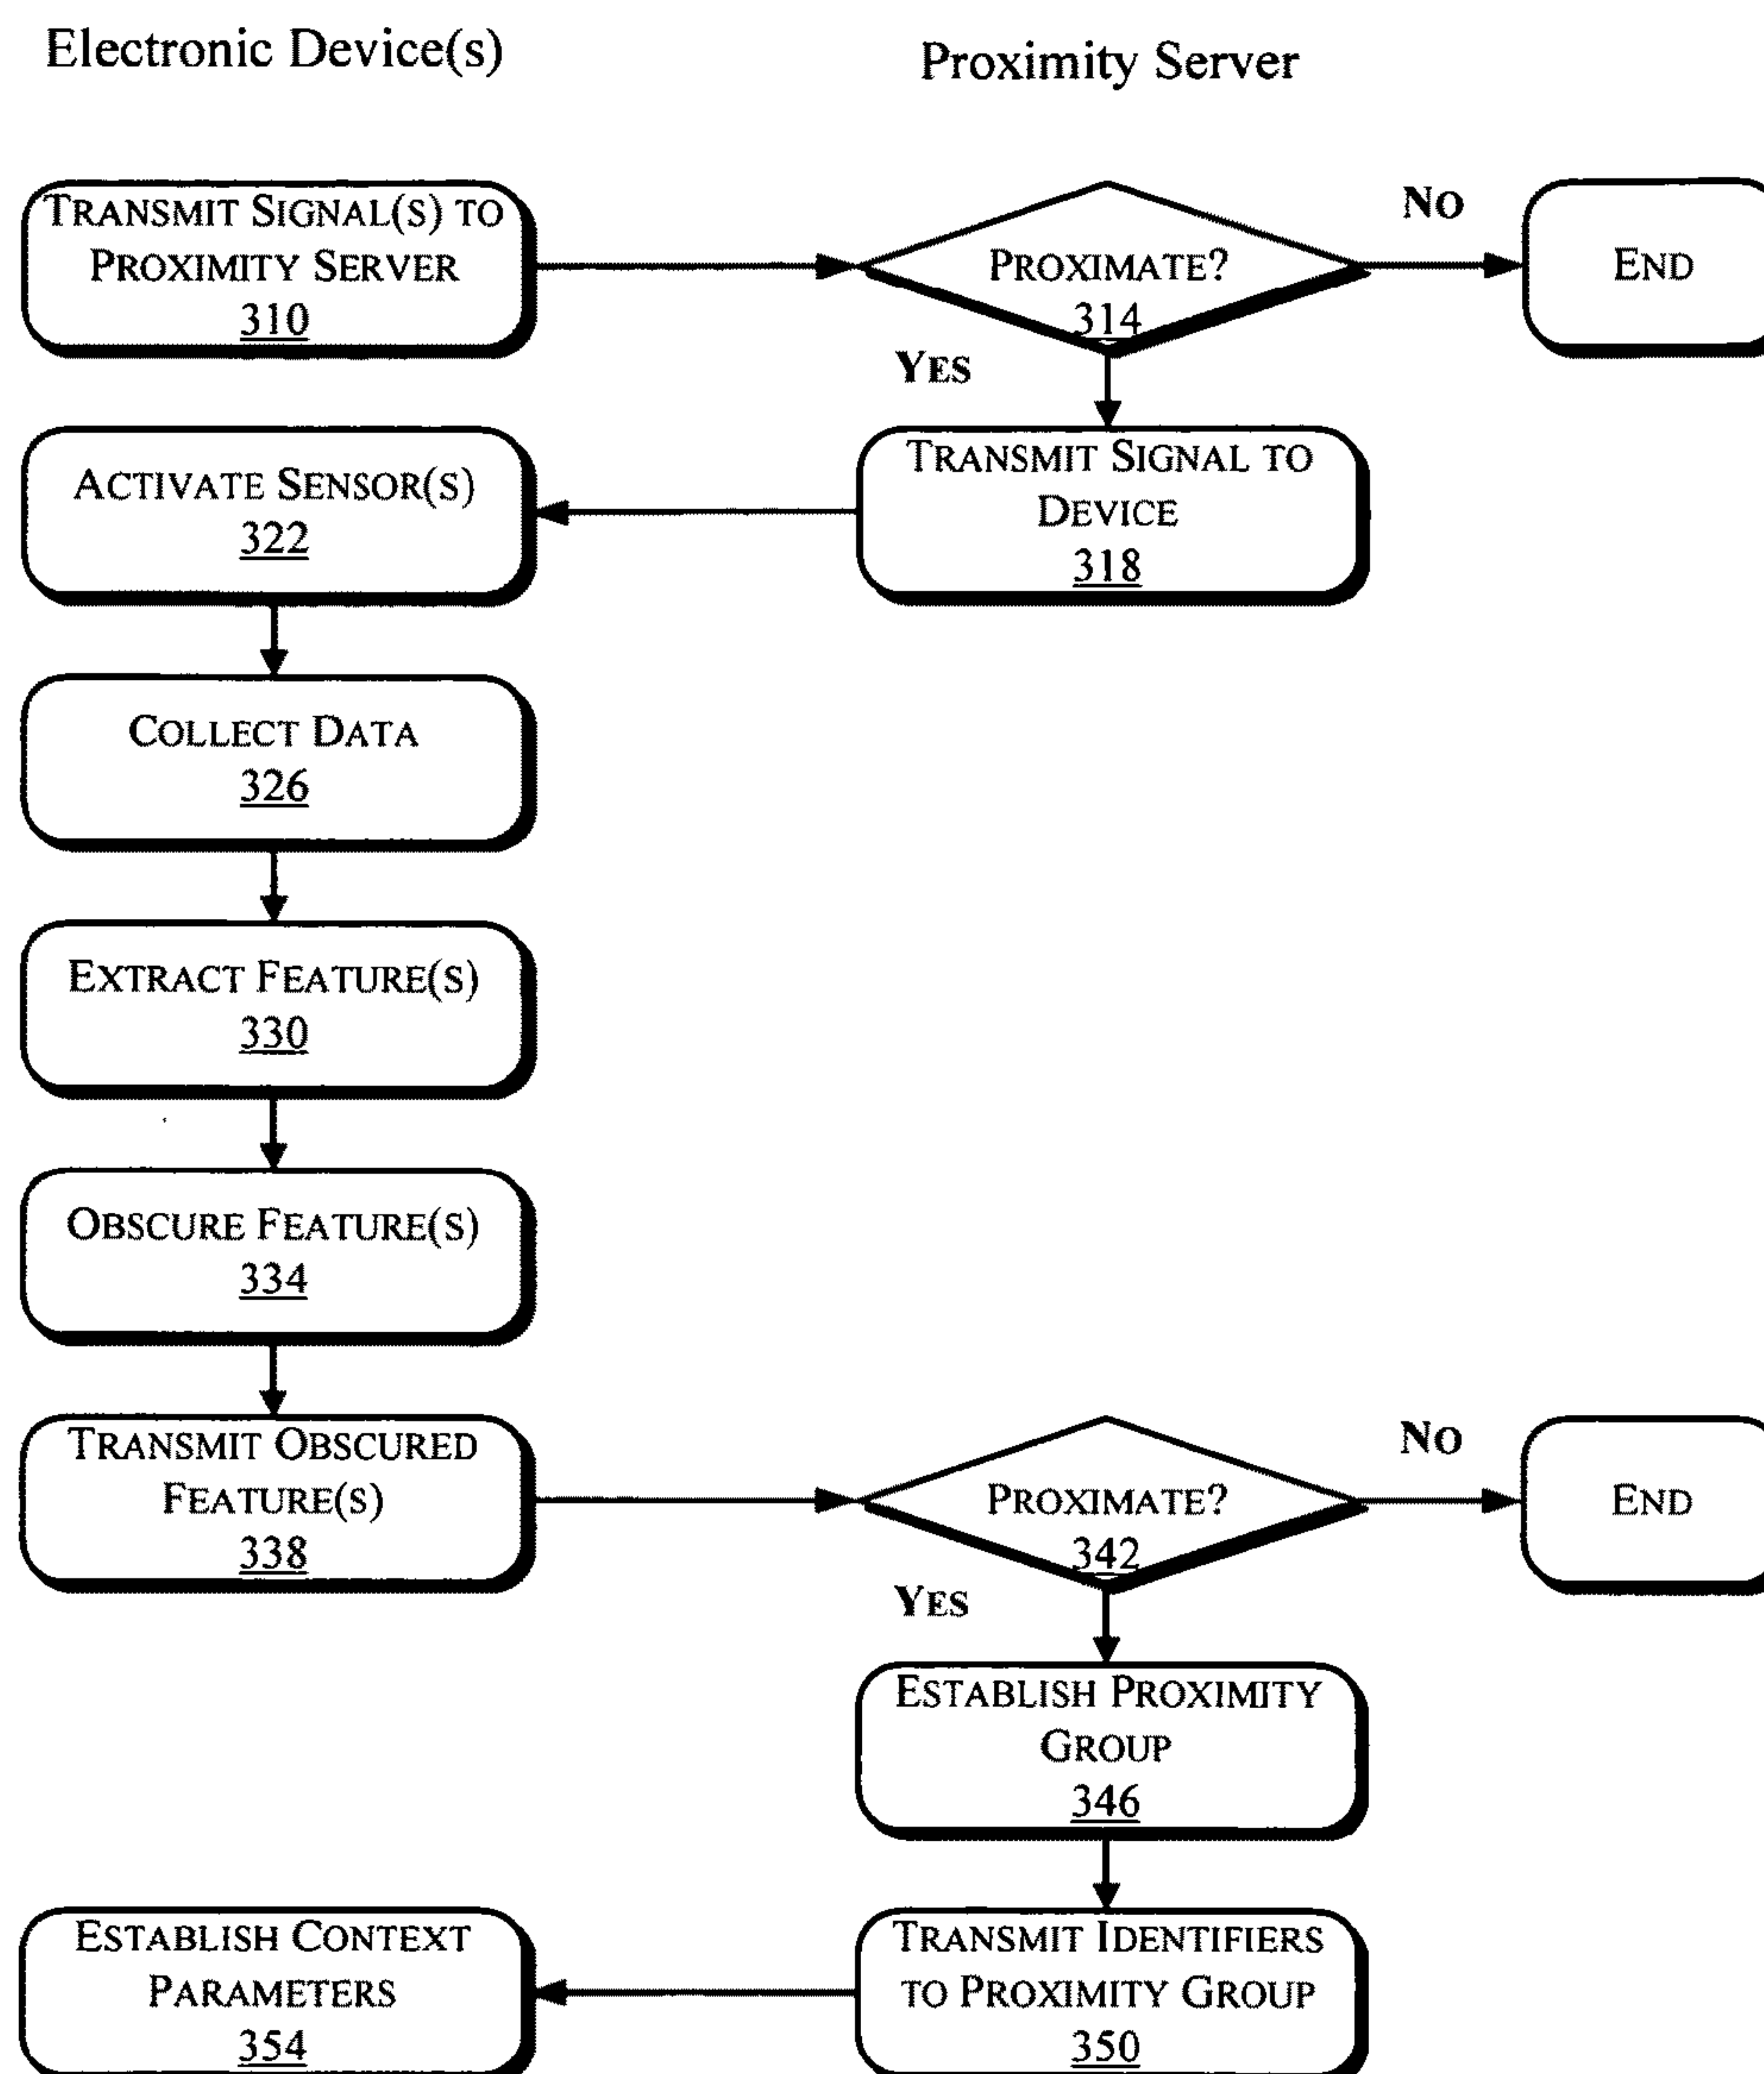 Electronic Device(s)
Proximity Server
TRANSMIT SIGNAL(S) TO
PROXIMITY SERVER
310
PROXIMATE?
314
NO
END
YES
TRANSMIT SIGNAL TO
DEVICE
318
ACTIVATE SENSOR(S)
322
COLLECT DATA
326
EXTRACT FEATURE(S)
330
OBSCURE FEATURE(S)
334
TRANSMIT OBSCURED
FEATURE(S)
338
PROXIMATE?
342
NO
END
YES
ESTABLISH PROXIMITY
GROUP
346
TRANSMIT IDENTIFIERS
TO PROXIMITY GROUP
350
ESTABLISH CONTEXT
PARAMETERS
354